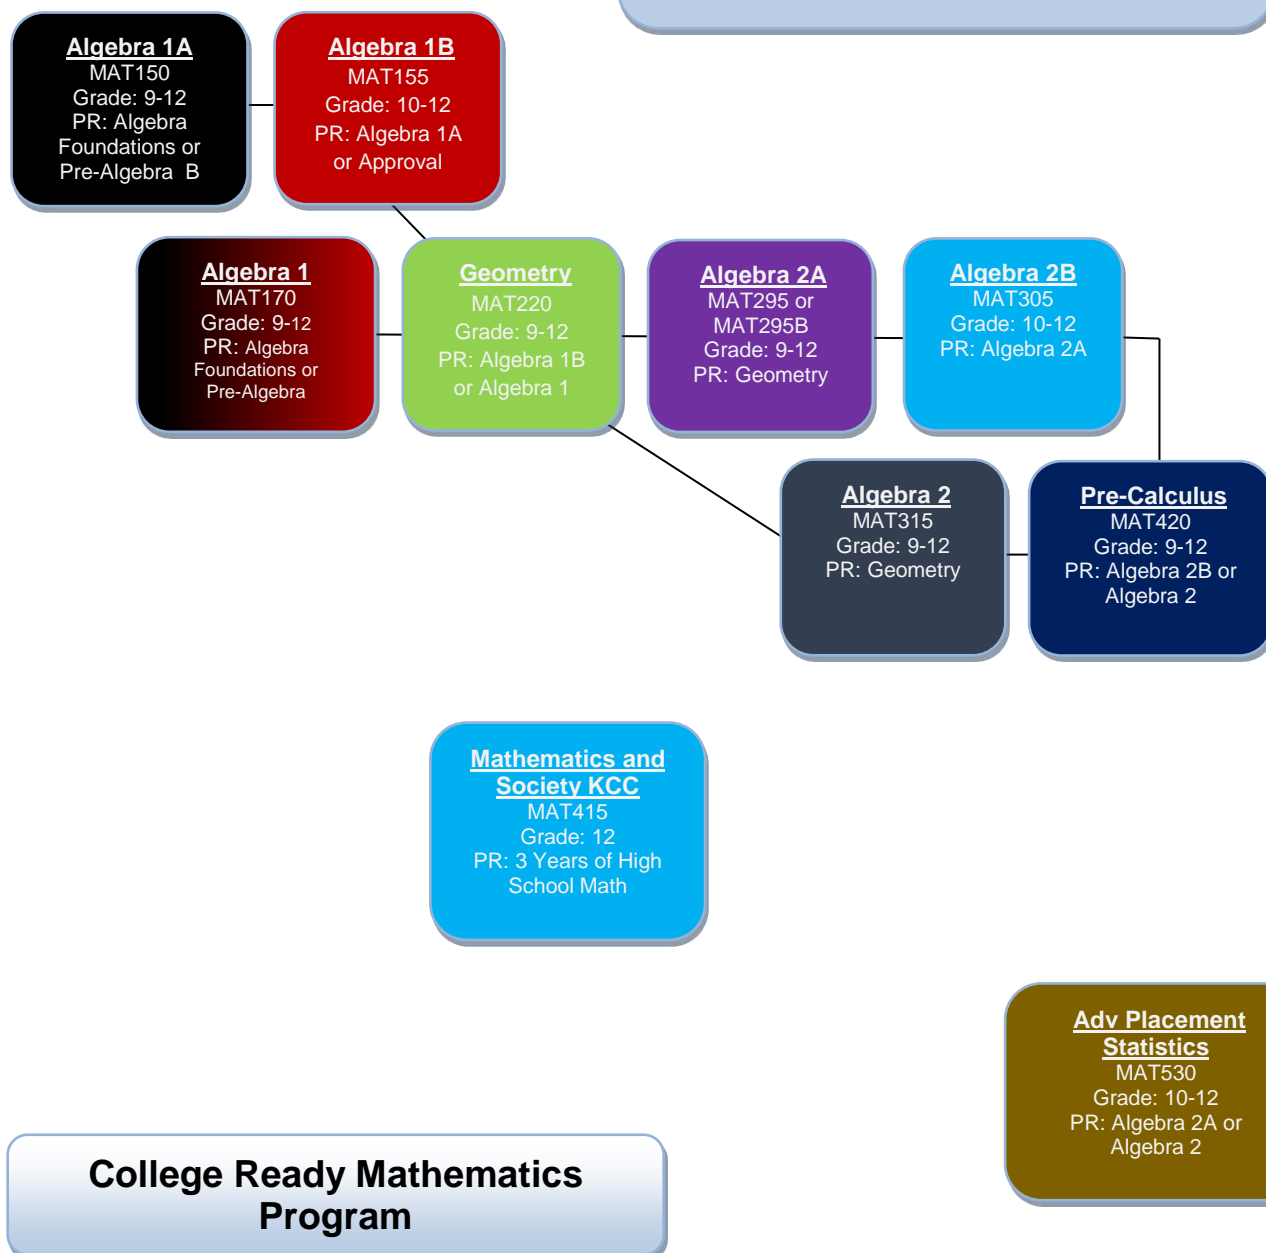 Algebra 1A
MAT150
Grade: 9-12
PR: Algebra
Foundations or
Pre-Algebra B
Algebra 1B
MAT155
Grade: 10-12
PR: Algebra 1A
or Approval
Algebra 1
MAT170
Grade: 9-12
PR: Algebra
Foundations or
Pre-Algebra
Geometry
MAT220
Grade: 9-12
PR: Algebra 1B
or Algebra 1
Algebra 2A
MAT295 or
MAT295B
Grade: 9-12
PR: Geometry
Algebra 2B
MAT305
Grade: 10-12
PR: Algebra 2A
Algebra 2
MAT315
Grade: 9-12
PR: Geometry
Pre-Calculus
MAT420
Grade: 9-12
PR: Algebra 2B or
Algebra 2
Mathematics and
Society KCC
MAT415
Grade: 12
PR: 3 Years of High
School Math
Adv Placement
Statistics
MAT530
Grade: 10-12
PR: Algebra 2A or
Algebra 2
College Ready Mathematics
Program